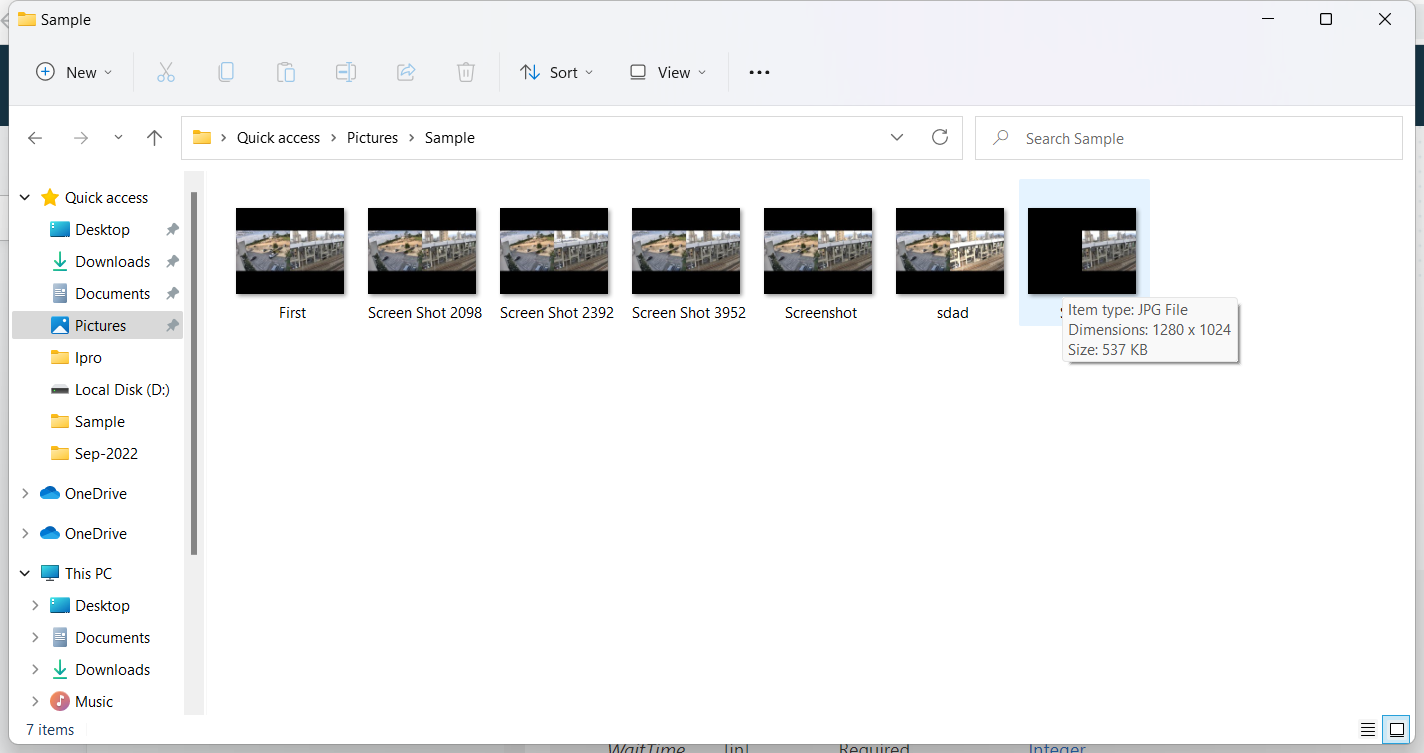 Sample
New
Sort
View
Quick access
Pictures
Sample
Search Sample
Quick access
Desktop
Downloads
Documents
Pictures
Ipro
Local Disk (D:)
Sample
Sep-2022
OneDrive
OneDrive
This PC
Desktop
Documents
Downloads
Music
First
Screen Shot 2098
Screen Shot 2392
Screen Shot 3952
Screenshot
sdad
Item type: JPG File
Dimensions: 1280 x 1024
Size: 537 KB
7 items
WaitTime [in] Required Integer